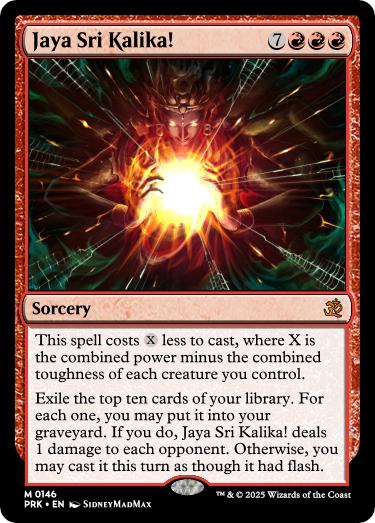 Jaya Sri Kalika! 7
Sorcery
This spell costs X less to cast, where X is
the combined power minus the combined
toughness of each creature you control.
Exile the top ten cards of your library. For
each one, you may put it into your
graveyard. If you do, Jaya Sri Kalika! deals
1 damage to each opponent. Otherwise, you
may cast it this turn as though it had flash.
M 0146
PRK • EN SidneyMadMax
™ & © 2025 Wizards of the Coast